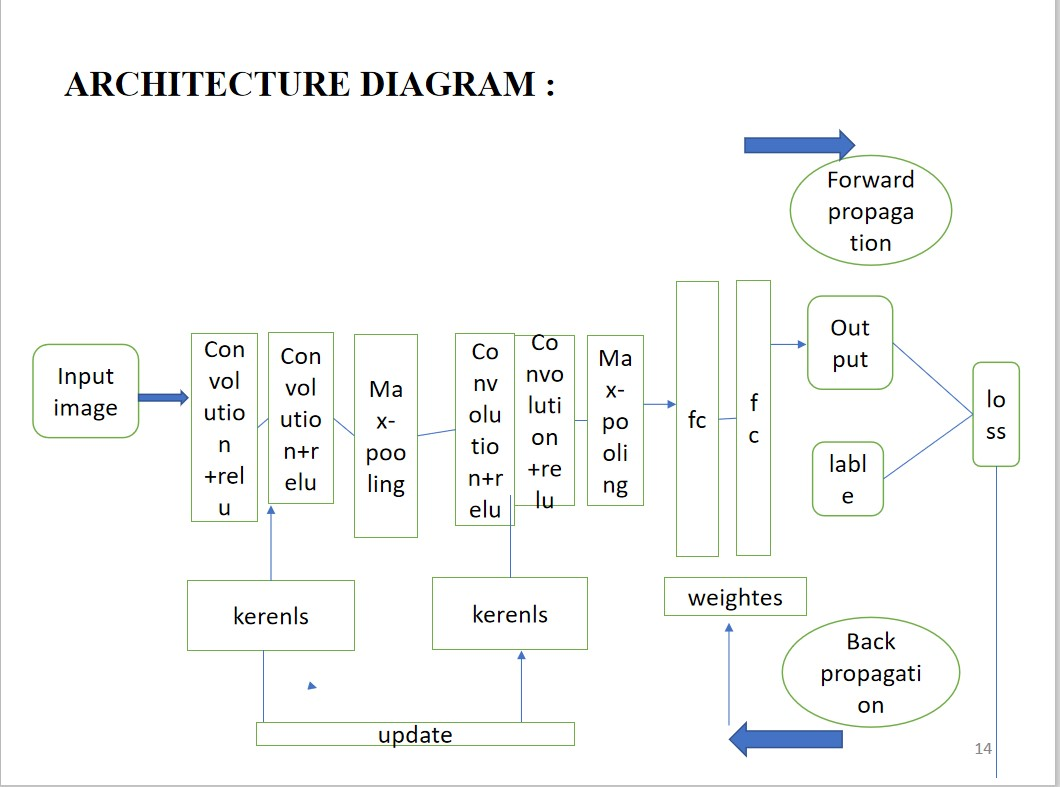 ARCHITECTURE DIAGRAM :
Forward
propaga
tion
Input
image
Con
vol
utio
n
+rel
u
Con
vol
utio
n+r
elu
Ma
x-
poo
ling
Co
nv
olu
tio
n+r
elu
Co
nvo
luti
on
+re
lu
Ma
x-
po
oli
ng
fc
f
c
Out
put
labl
e
lo
ss
kerenls
kerenls
weightes
Back
propagati
on
update
14